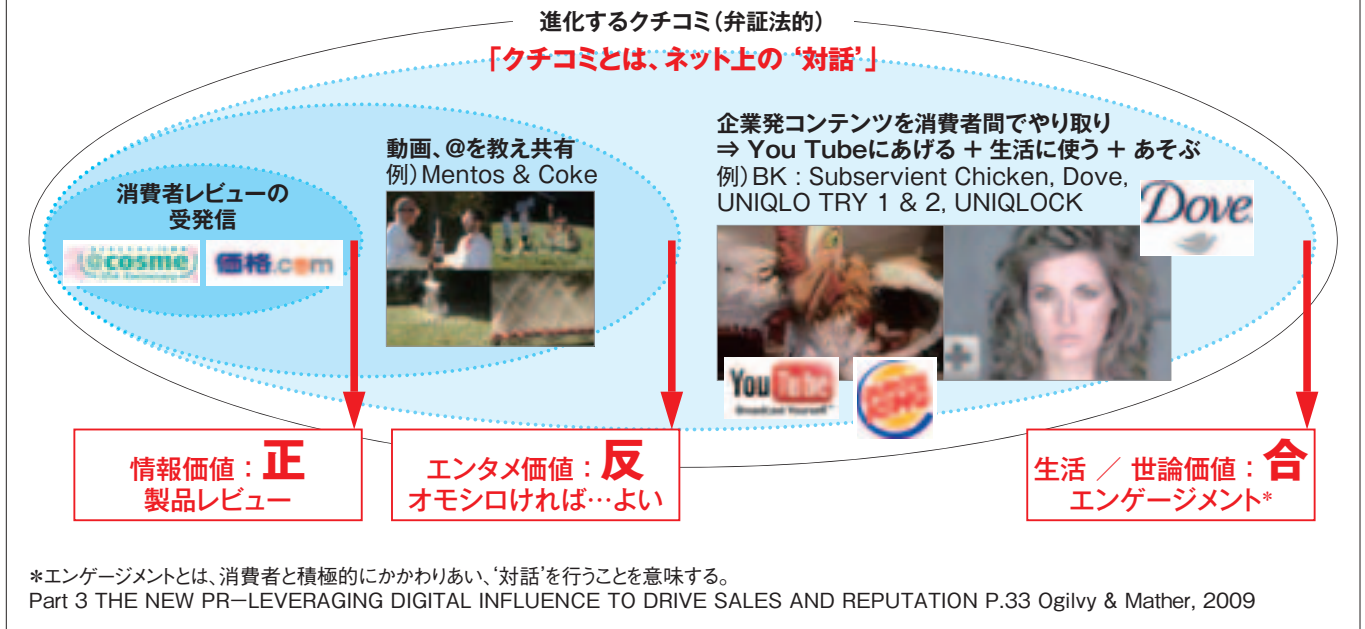 進化するクチコミ（弁証法的）
「クチコミとは、ネット上の ‘対話’」
消費者レビューの
受発信
@cosme
価格.com
動画、@を教え共有
例）Mentos & Coke
企業発コンテンツを消費者間でやり取り
⇒ You Tubeにあげる + 生活に使う + あそぶ
例）BK : Subservient Chicken, Dove,
UNIQLO TRY 1 & 2, UNIQLOCK
Dove
You Tube
Broadcast Yourself™
情報価値：正
製品レビュー
エンタメ価値：反
オモシロければ…よい
生活 ／ 世論価値：合
エンゲージメント*
*エンゲージメントとは、消費者と積極的にかかわりあい、‘対話’を行うことを意味する。
Part 3 THE NEW PR−LEVERAGING DIGITAL INFLUENCE TO DRIVE SALES AND REPUTATION P.33 Ogilvy & Mather, 2009